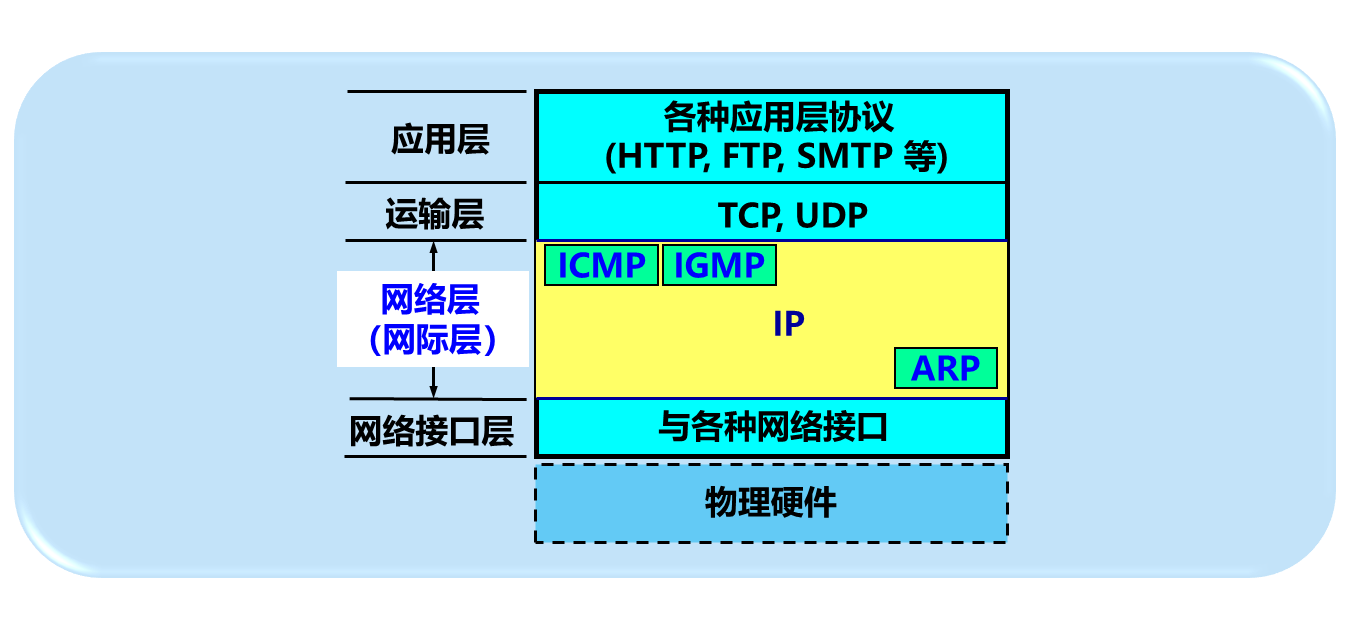 应用层
各种应用层协议
(HTTP, FTP, SMTP 等)
运输层
TCP, UDP
ICMP
IGMP
网络层
（网际层）
IP
ARP
网络接口层
与各种网络接口
物理硬件